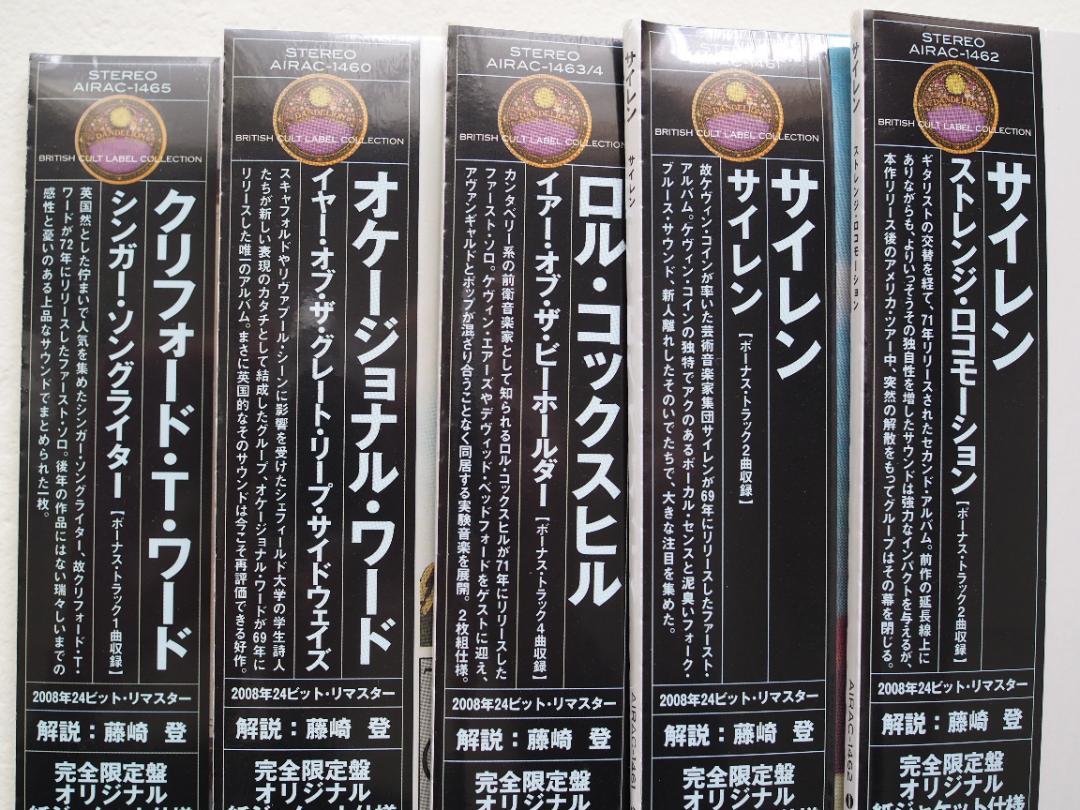 STEREO
AIRAC-1465
DANDELION
BRITISH CULT LABEL COLLECTION
クリフォード・T・ワード
シンガー・ソングライター [ボーナス・トラック1曲収録]
英国然とした佇まいで人気を集めたシンガー・ソングライター、故クリフォード・T・
ワードが72年にリリースしたファースト・ソロ。後年の作品にはない瑞々しいまでの
感性と憂いのある上品なサウンドでまとめられた一枚。
2008年24ビット・リマスター
解説：藤崎 登
完全限定盤
オリジナル
STEREO
AIRAC-1460
DANDELION
BRITISH CULT LABEL COLLECTION
オケージョナル・ワード
イヤー・オブ・ザ・グレート・リープ・サイドウェイズ
スキャフォルドやリヴァプール・シーンに影響を受けたシェフィールド大学の学生詩人
たちが新しい表現のカタチとして結成したグループ、オケージョナル・ワードが69年に
リリースした唯一のアルバム。まさに英国的なそのサウンドは今こそ再評価できる好作。
2008年24ビット・リマスター
解説：藤崎 登
完全限定盤
オリジナル
STEREO
AIRAC-1463/4
DANDELION
BRITISH CULT LABEL COLLECTION
ロル・コックスヒル
イアー・オブ・ザ・ビーホールダー [ボーナス・トラック4曲収録]
カンタベリー系の前衛音楽家として知られるロル・コックスヒルが71年にリリースした
ファースト・ソロ。ケヴィン・エアーズやデヴィッド・ベッドフォードをゲストに迎え、
アヴァンギャルドとポップが混ざり合うことなく同居する実験音楽を展開。2枚組仕様。
2008年24ビット・リマスター
解説：藤崎 登
完全限定盤
オリジナル
サイレン
サイレン
AIRAC-1461
STEREO
AIRAC-1461
DANDELION
BRITISH CULT LABEL COLLECTION
サイレン
サイレン [ボーナス・トラック2曲収録]
故ケヴィン・コインが率いた芸術音楽家集団サイレンが69年にリリースしたファースト・
アルバム。ケヴィン・コインの独特でアクのあるボーカル・センスと泥臭いフォーク・
ブルース・サウンド、新人離れしたそのいでたちで、大きな注目を集めた。
2008年24ビット・リマスター
解説：藤崎 登
完全限定盤
オリジナル
サイレン
ストレンジ・ロコモーション
AIRAC-1462
STEREO
AIRAC-1462
DANDELION
BRITISH CULT LABEL COLLECTION
サイレン
ストレンジ・ロコモーション [ボーナス・トラック2曲収録]
ギタリストの交替を経て、71年リリースされたセカンド・アルバム。前作の延長線上に
ありながらも、よりいっそうその独自性を増したサウンドは強力なインパクトを与えるが、
本作リリース後のアメリカ・ツアー中、突然の解散をもってグループはその幕を閉じる。
2008年24ビット・リマスター
解説：藤崎 登
完全限定盤
オリジナル
紙ジャケット仕様